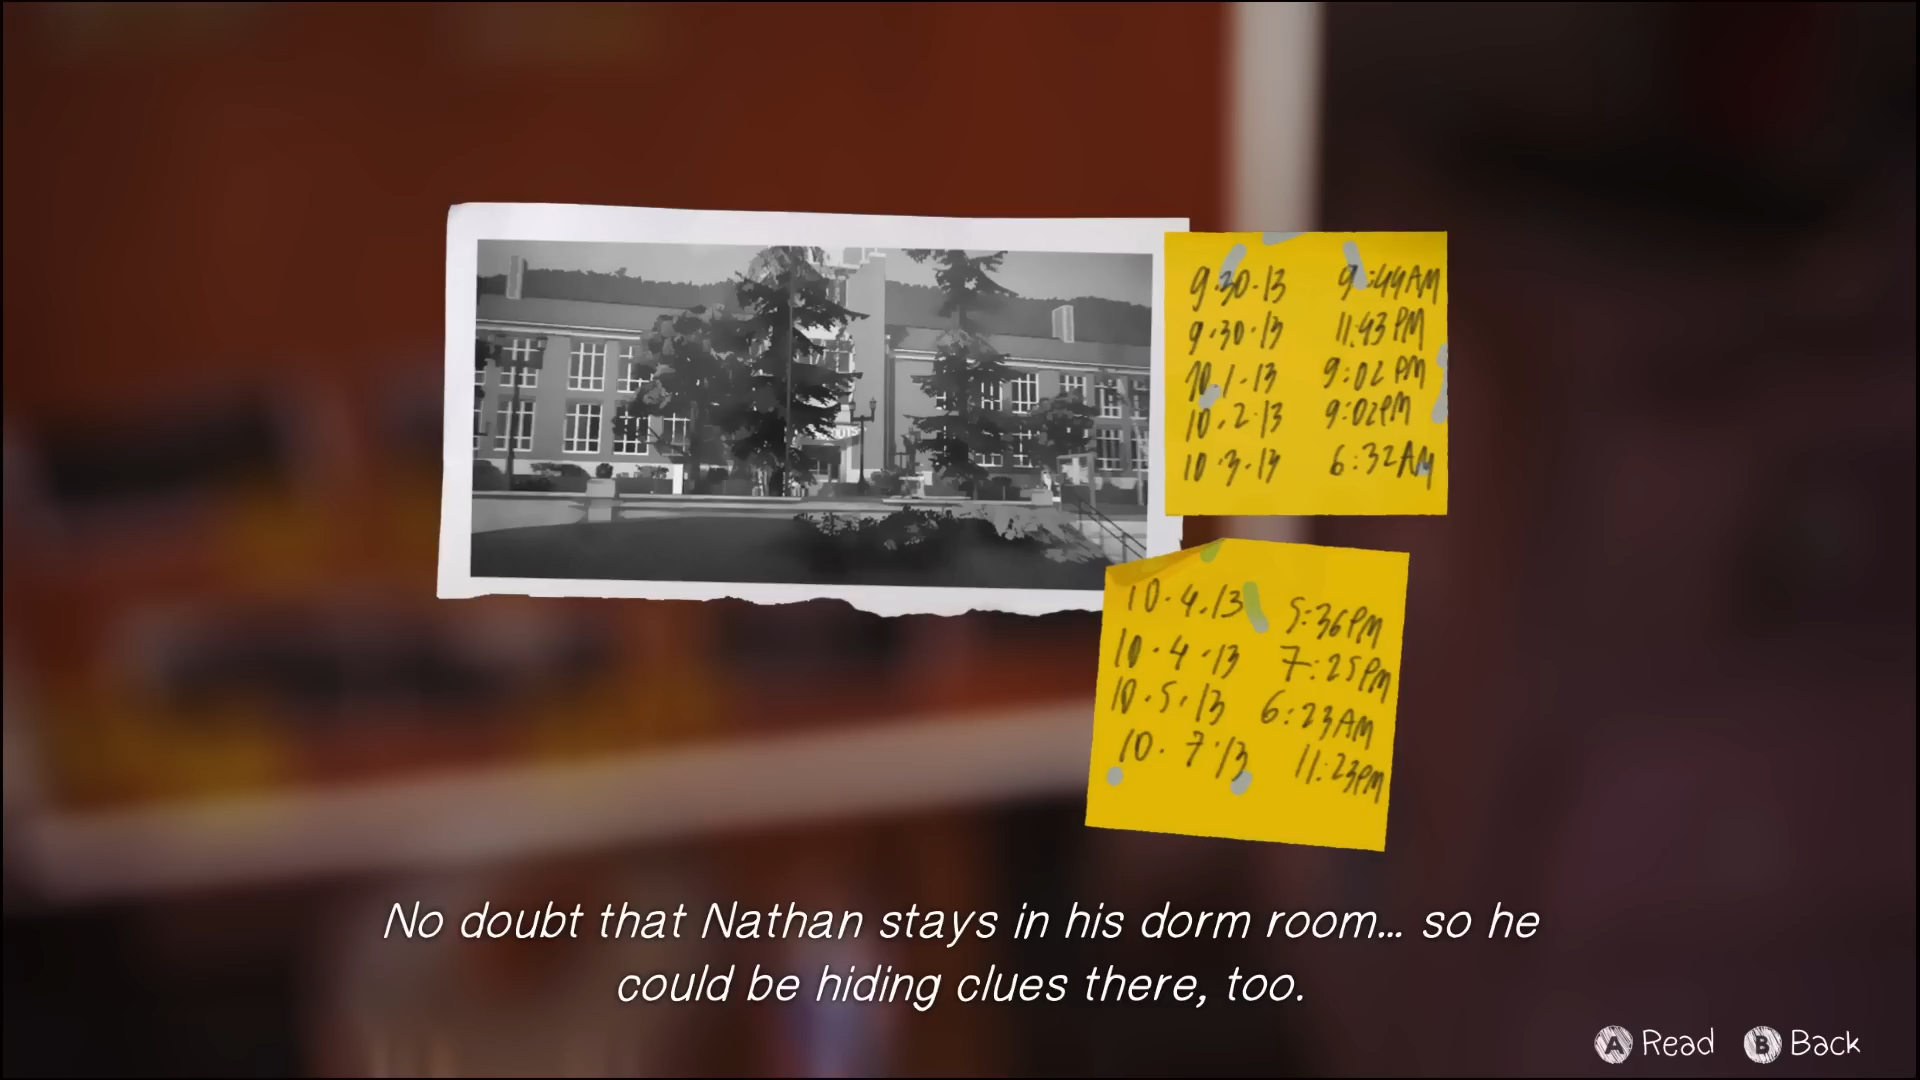 9.30.13 9:44AM
9.30.13 11:43PM
10.1.13 9:02PM
10.2.13 9:02PM
10.3.13 6:32AM
10.4.13 5:36PM
10.4.13 7:25PM
10.5.13 6:23AM
10.7.13 11:23PM
No doubt that Nathan stays in his dorm room... so he
could be hiding clues there, too.
A Read B Back